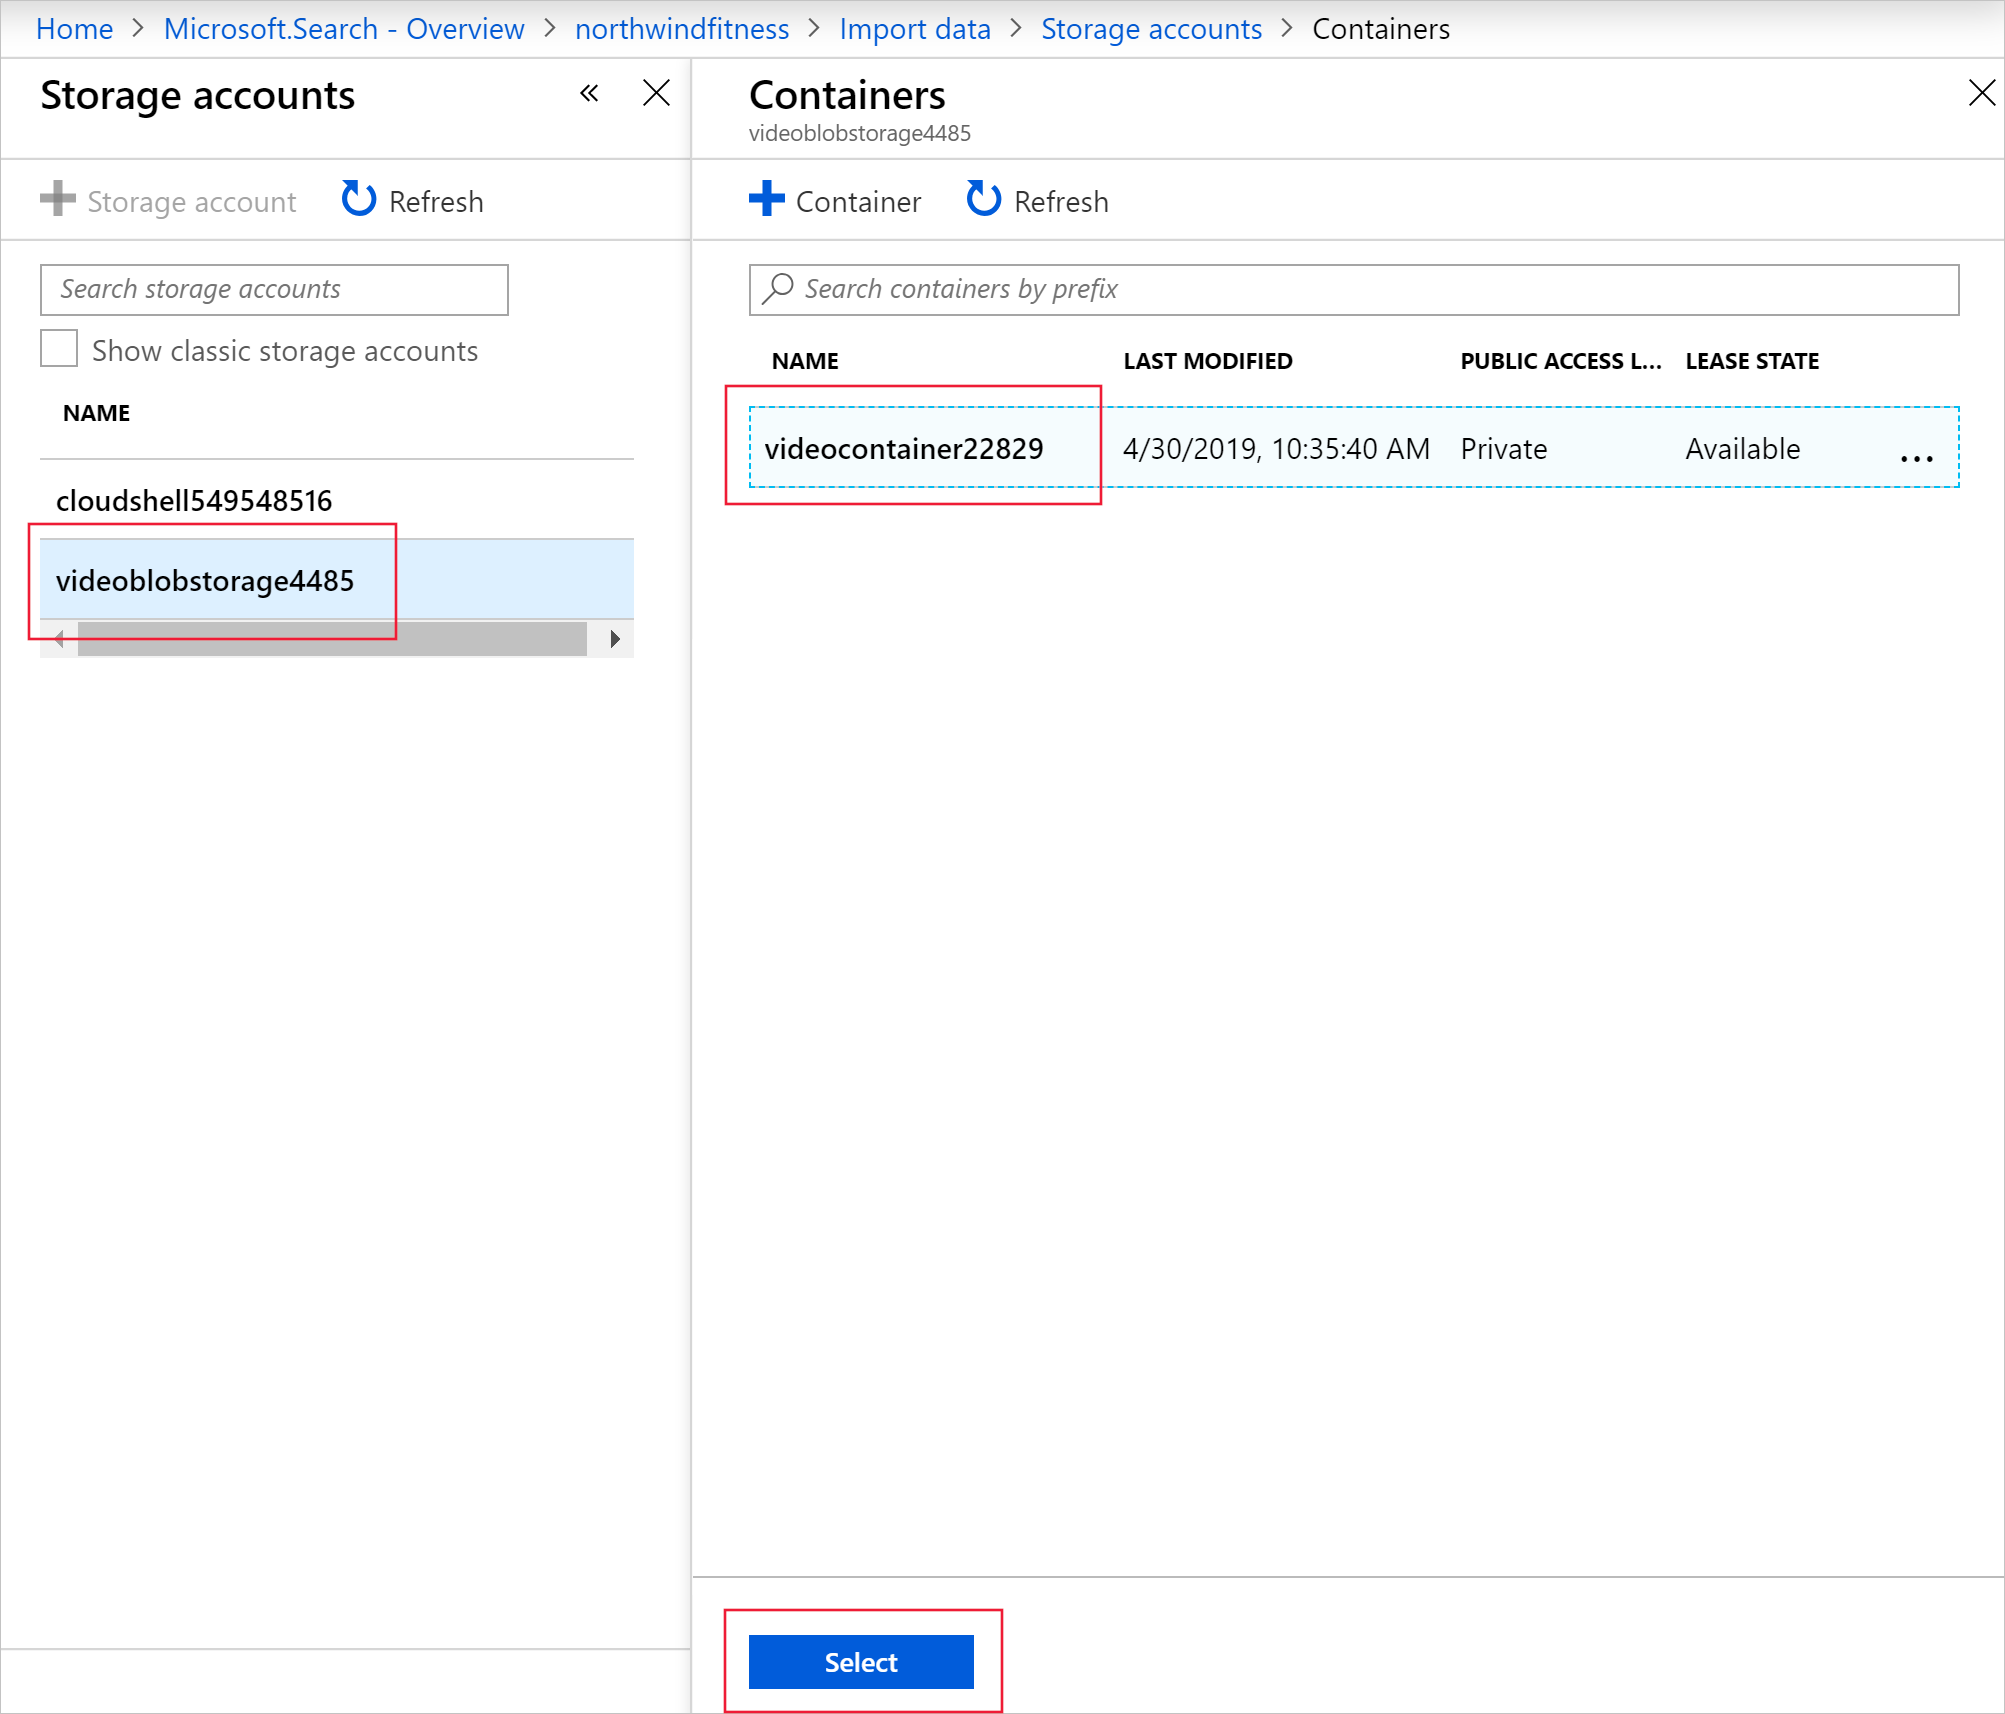 Home > Microsoft.Search - Overview > northwindfitness > Import data > Storage accounts > Containers
Storage accounts
Storage account Refresh
Search storage accounts
Show classic storage accounts
NAME
cloudshell549548516
videoblobstorage4485
Containers
videoblobstorage4485
Container Refresh
Search containers by prefix
NAME LAST MODIFIED PUBLIC ACCESS L... LEASE STATE
videocontainer22829 4/30/2019, 10:35:40 AM Private Available ...
Select